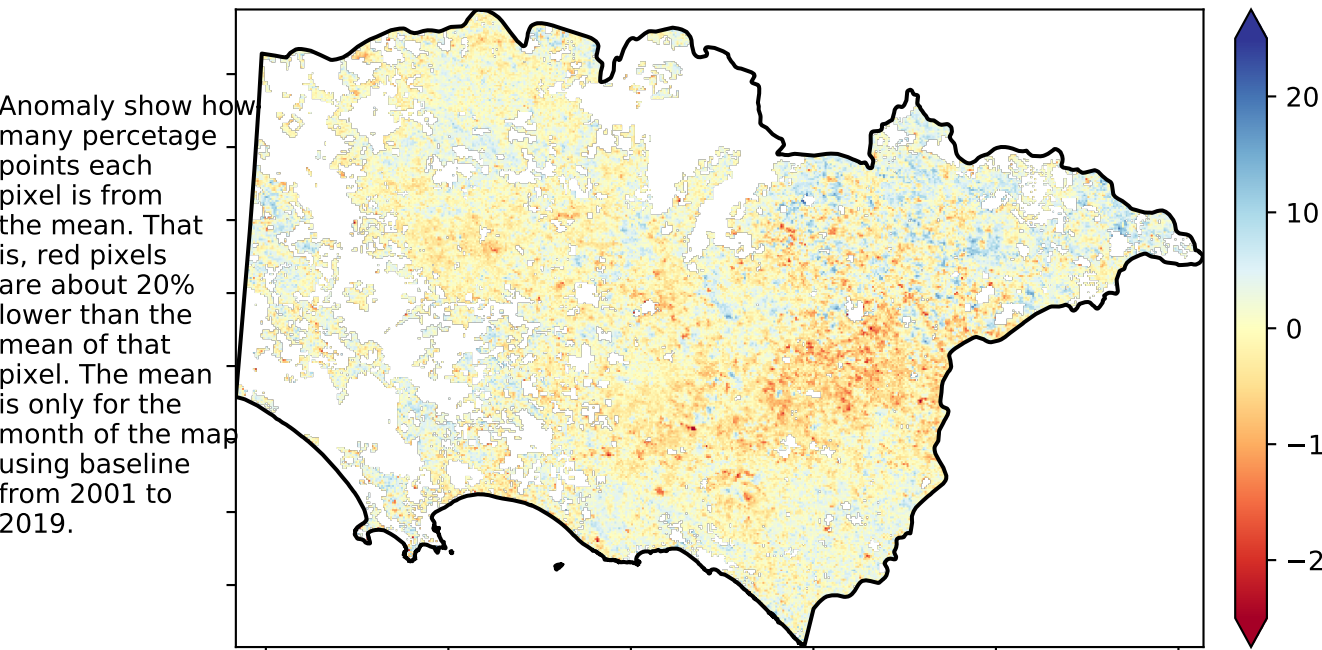 Anomaly show how
many percetage
points each
pixel is from
the mean. That
is, red pixels
are about 20%
lower than the
mean of that
pixel. The mean
is only for the
month of the map
using baseline
from 2001 to
2019.
20
10
0
−1
−2